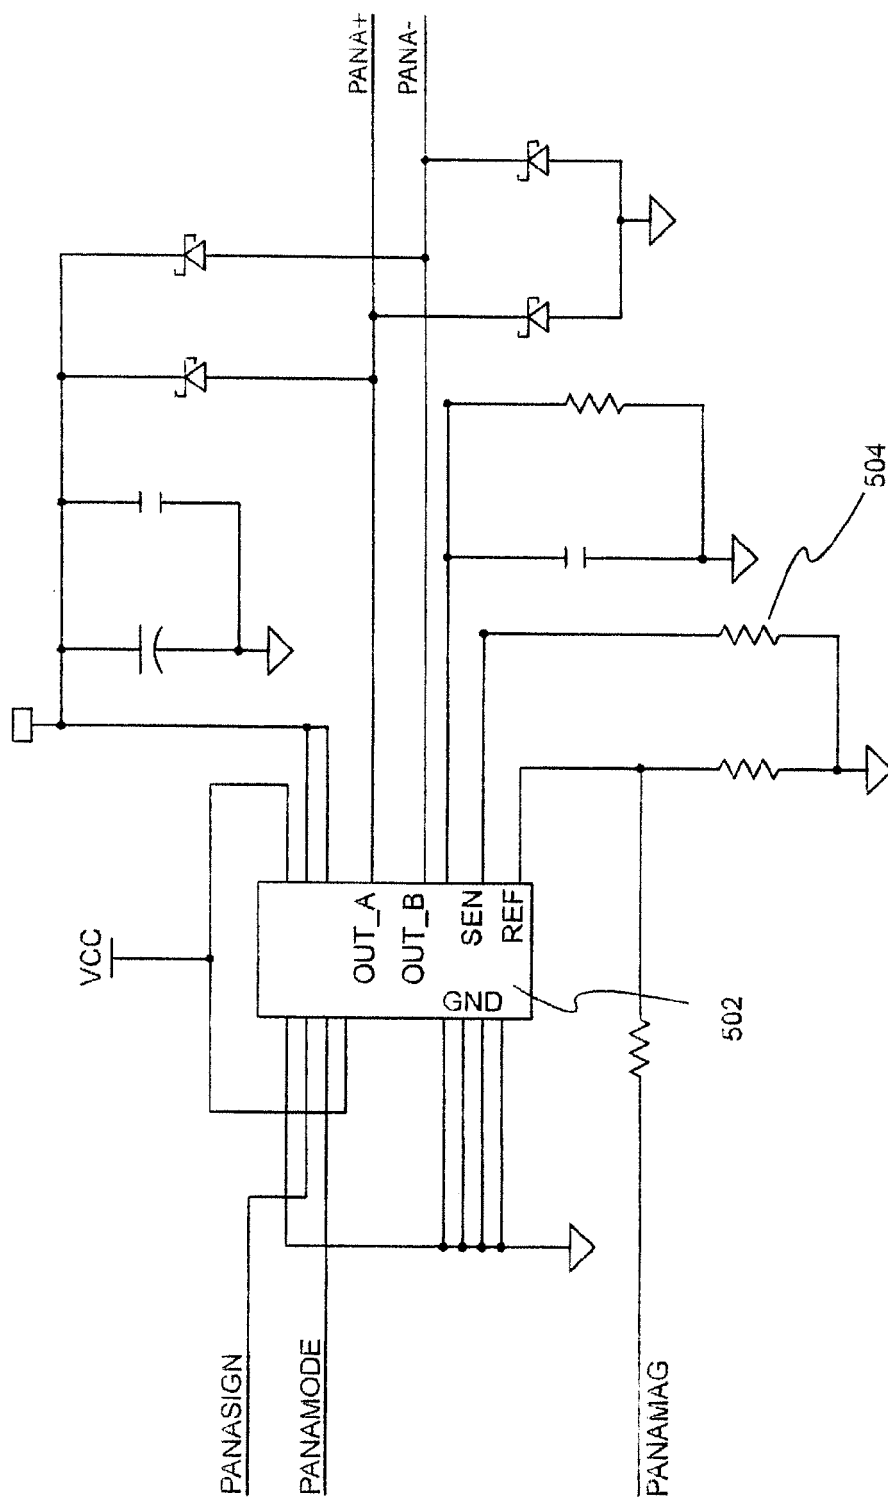 PANA+
PANA-
VCC
OUT_A
OUT_B
SEN
REF
GND
504
502
PANASIGN
PANAMODE
PANAMAG